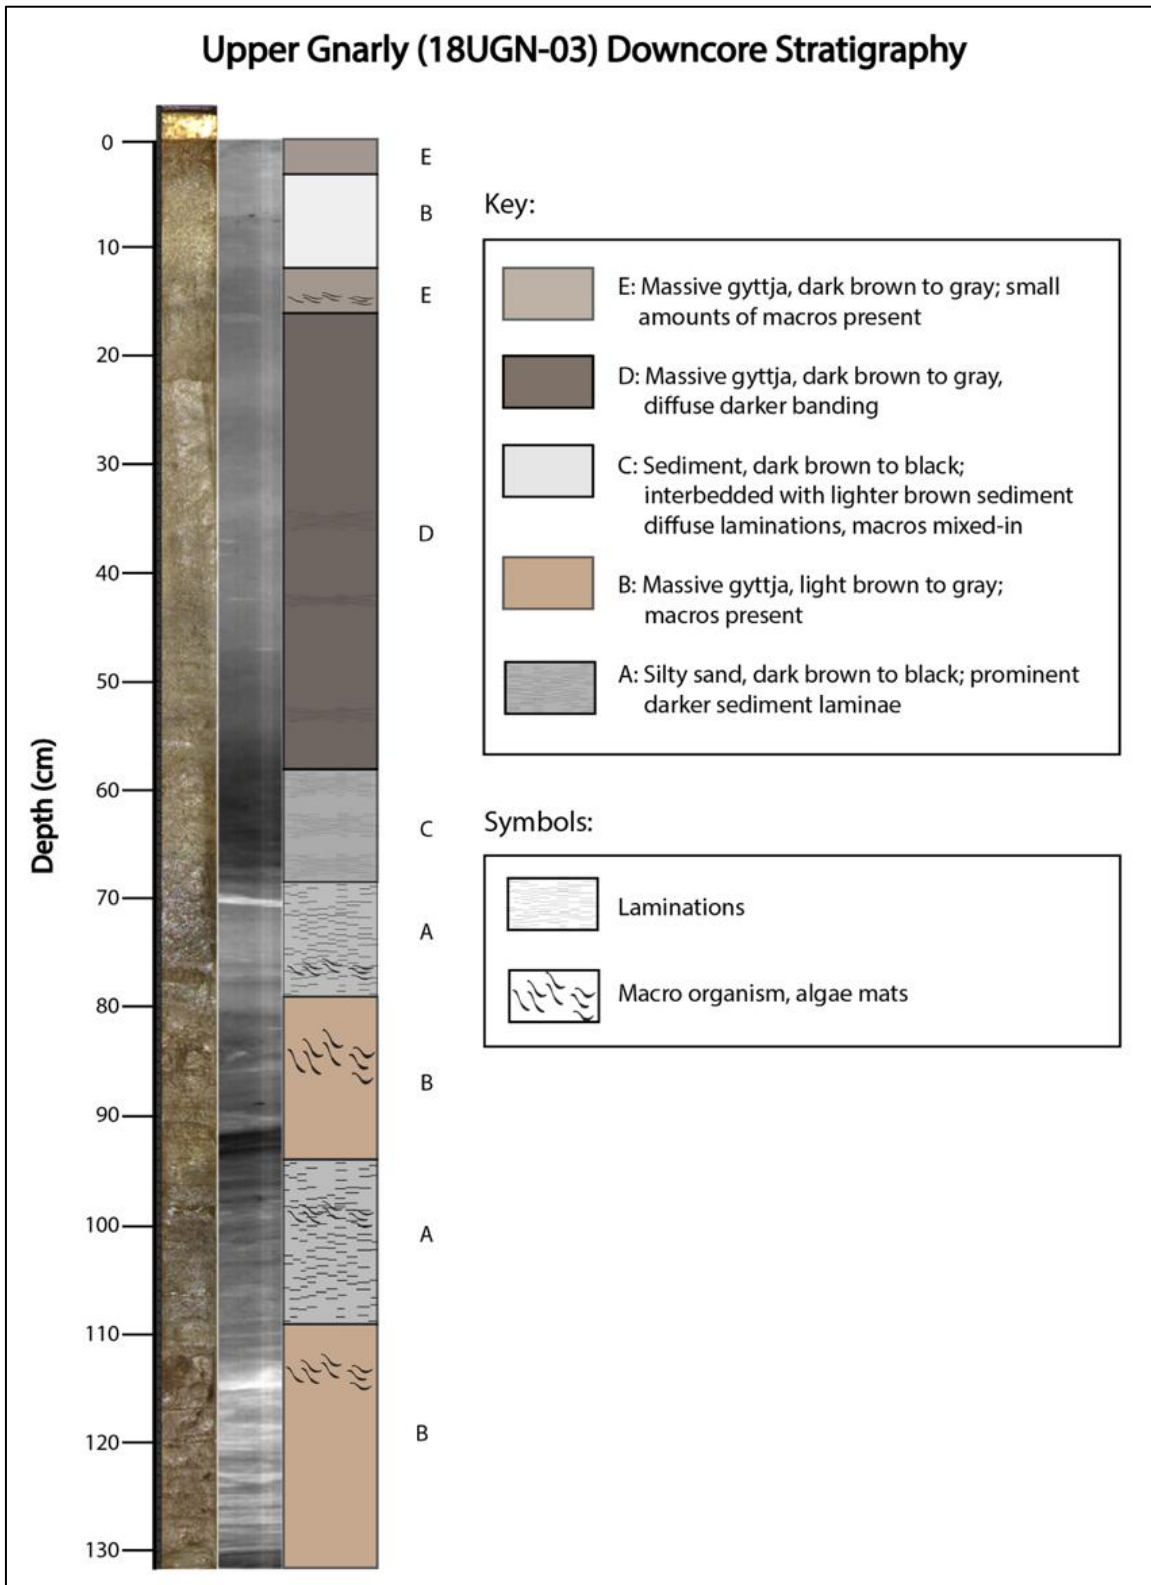 Upper Gnarly (18UGN-03) Downcore Stratigraphy
0
10
20
30
40
50
60
70
80
90
100
110
120
130
Depth (cm)
E
B
E
D
C
A
B
A
B
Key:
E: Massive gyttja, dark brown to gray; small
amounts of macros present
D: Massive gyttja, dark brown to gray,
diffuse darker banding
C: Sediment, dark brown to black;
interbedded with lighter brown sediment
diffuse laminations, macros mixed-in
B: Massive gyttja, light brown to gray;
macros present
A: Silty sand, dark brown to black; prominent
darker sediment laminae
Symbols:
Laminations
Macro organism, algae mats